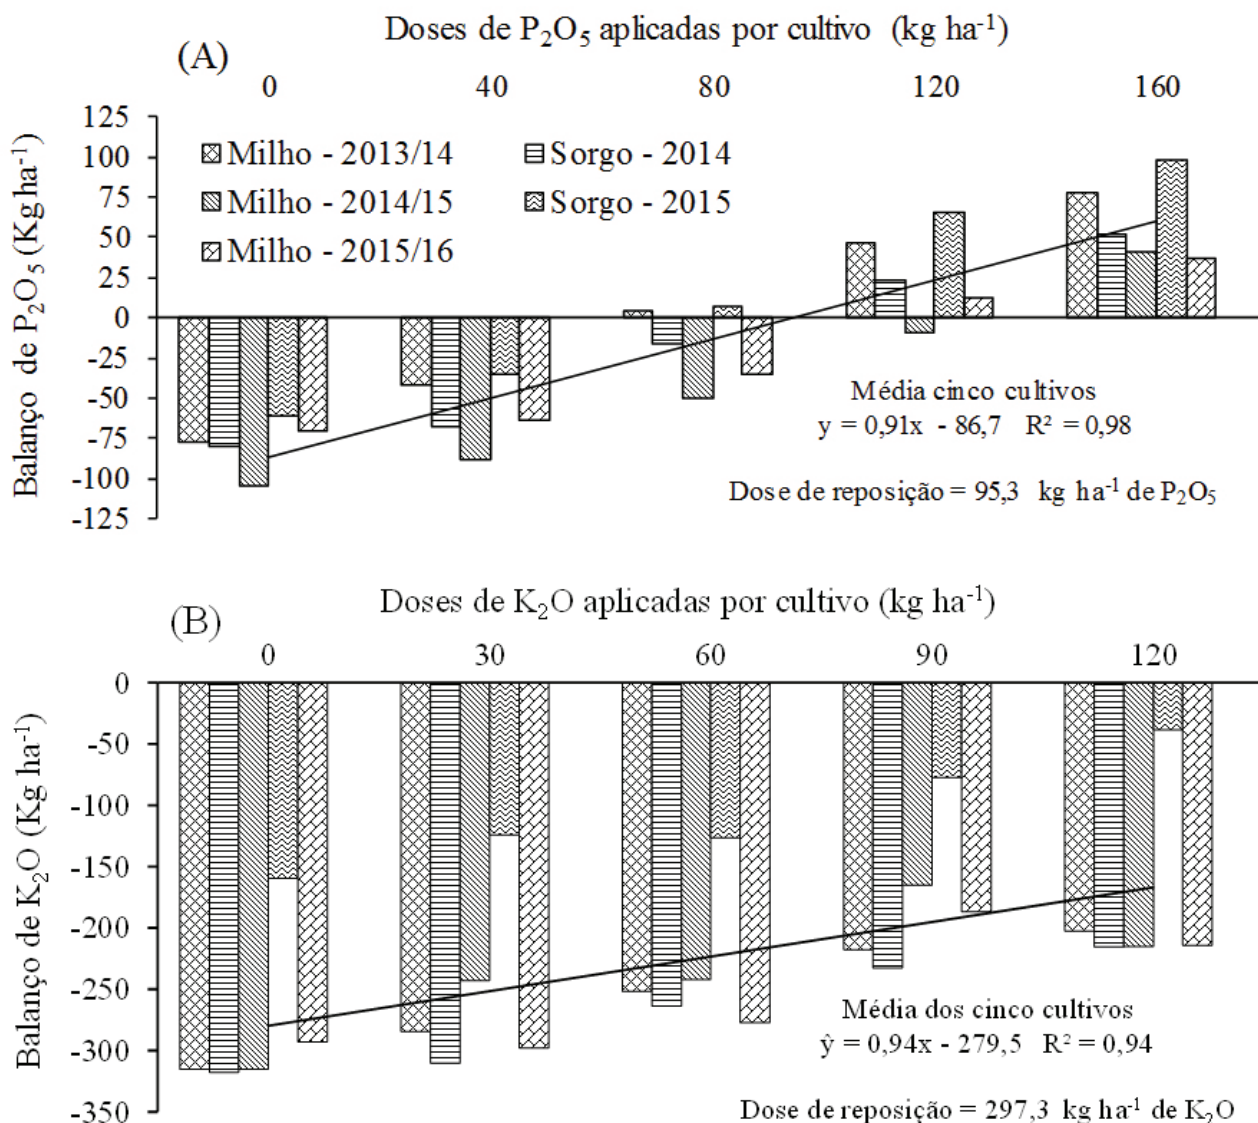 Doses de P₂O₅ aplicadas por cultivo (kg ha⁻¹)
(A)
0 40 80 120 160
Balanço de P₂O₅ (Kg ha⁻¹)
125
100
75
50
25
0
-25
-50
-75
-100
-125
Milho - 2013/14 Sorgo - 2014
Milho - 2014/15 Sorgo - 2015
Milho - 2015/16
Média cinco cultivos
y = 0,91x - 86,7 R² = 0,98
Dose de reposição = 95,3 kg ha⁻¹ de P₂O₅
Doses de K₂O aplicadas por cultivo (kg ha⁻¹)
(B)
0 30 60 90 120
Balanço de K₂O (Kg ha⁻¹)
0
-50
-100
-150
-200
-250
-300
-350
Média dos cinco cultivos
ŷ = 0,94x - 279,5 R² = 0,94
Dose de reposição = 297,3 kg ha⁻¹ de K₂O